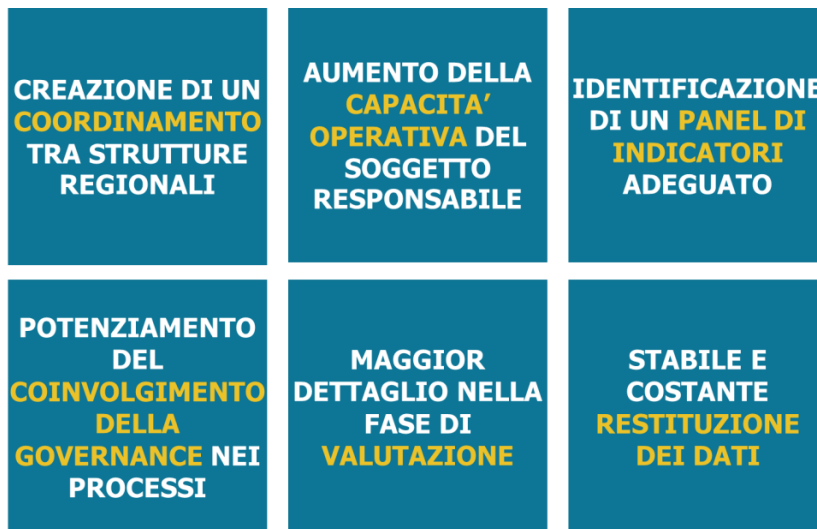 CREAZIONE DI UN
COORDINAMENTO
TRA STRUTTURE
REGIONALI
AUMENTO DELLA
CAPACITA’
OPERATIVA DEL
SOGGETTO
RESPONSABILE
IDENTIFICAZIONE
DI UN PANEL DI
INDICATORI
ADEGUATO
POTENZIAMENTO
DEL
COINVOLGIMENTO
DELLA
GOVERNANCE NEI
PROCESSI
MAGGIOR
DETTAGLIO NELLA
FASE DI
VALUTAZIONE
STABILE E
COSTANTE
RESTITUZIONE
DEI DATI